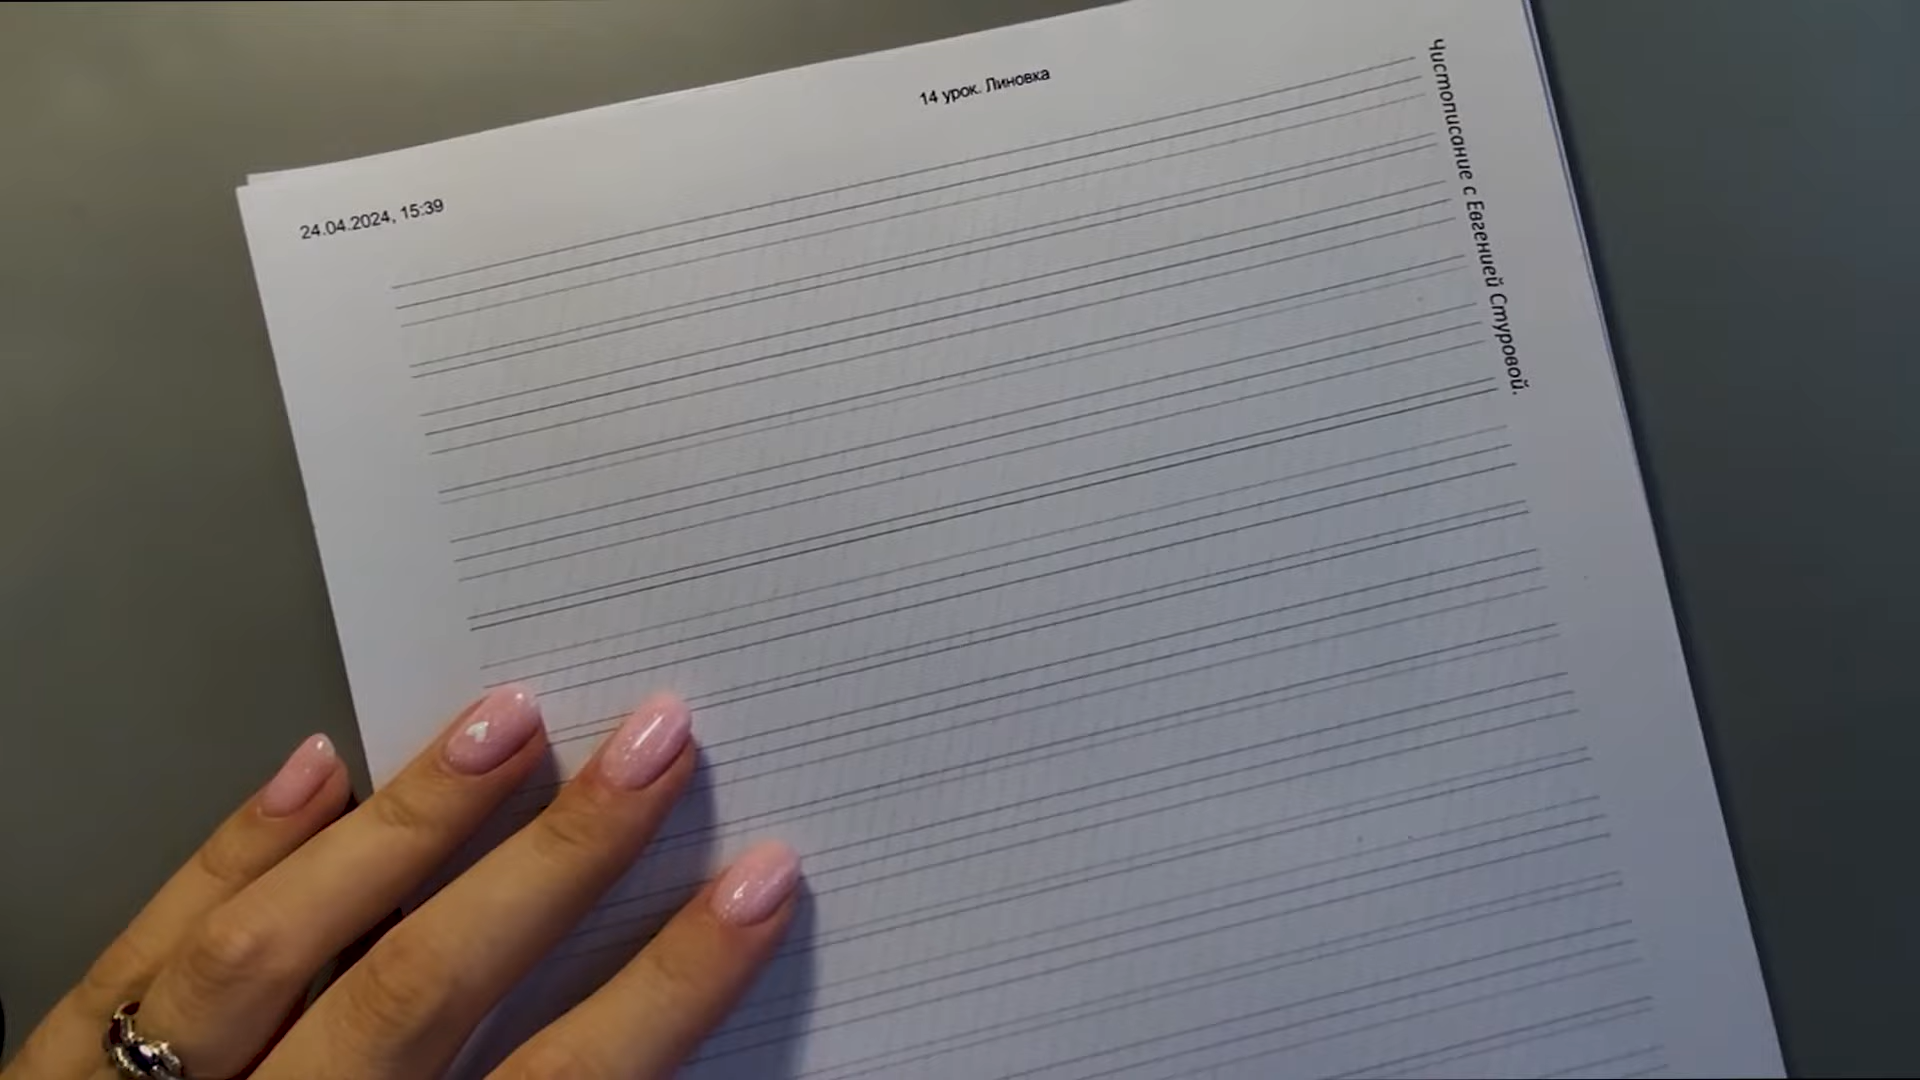 14 урок. Линовка
24.04.2024, 15:39
Чистописание с Евгенией Стуровой.